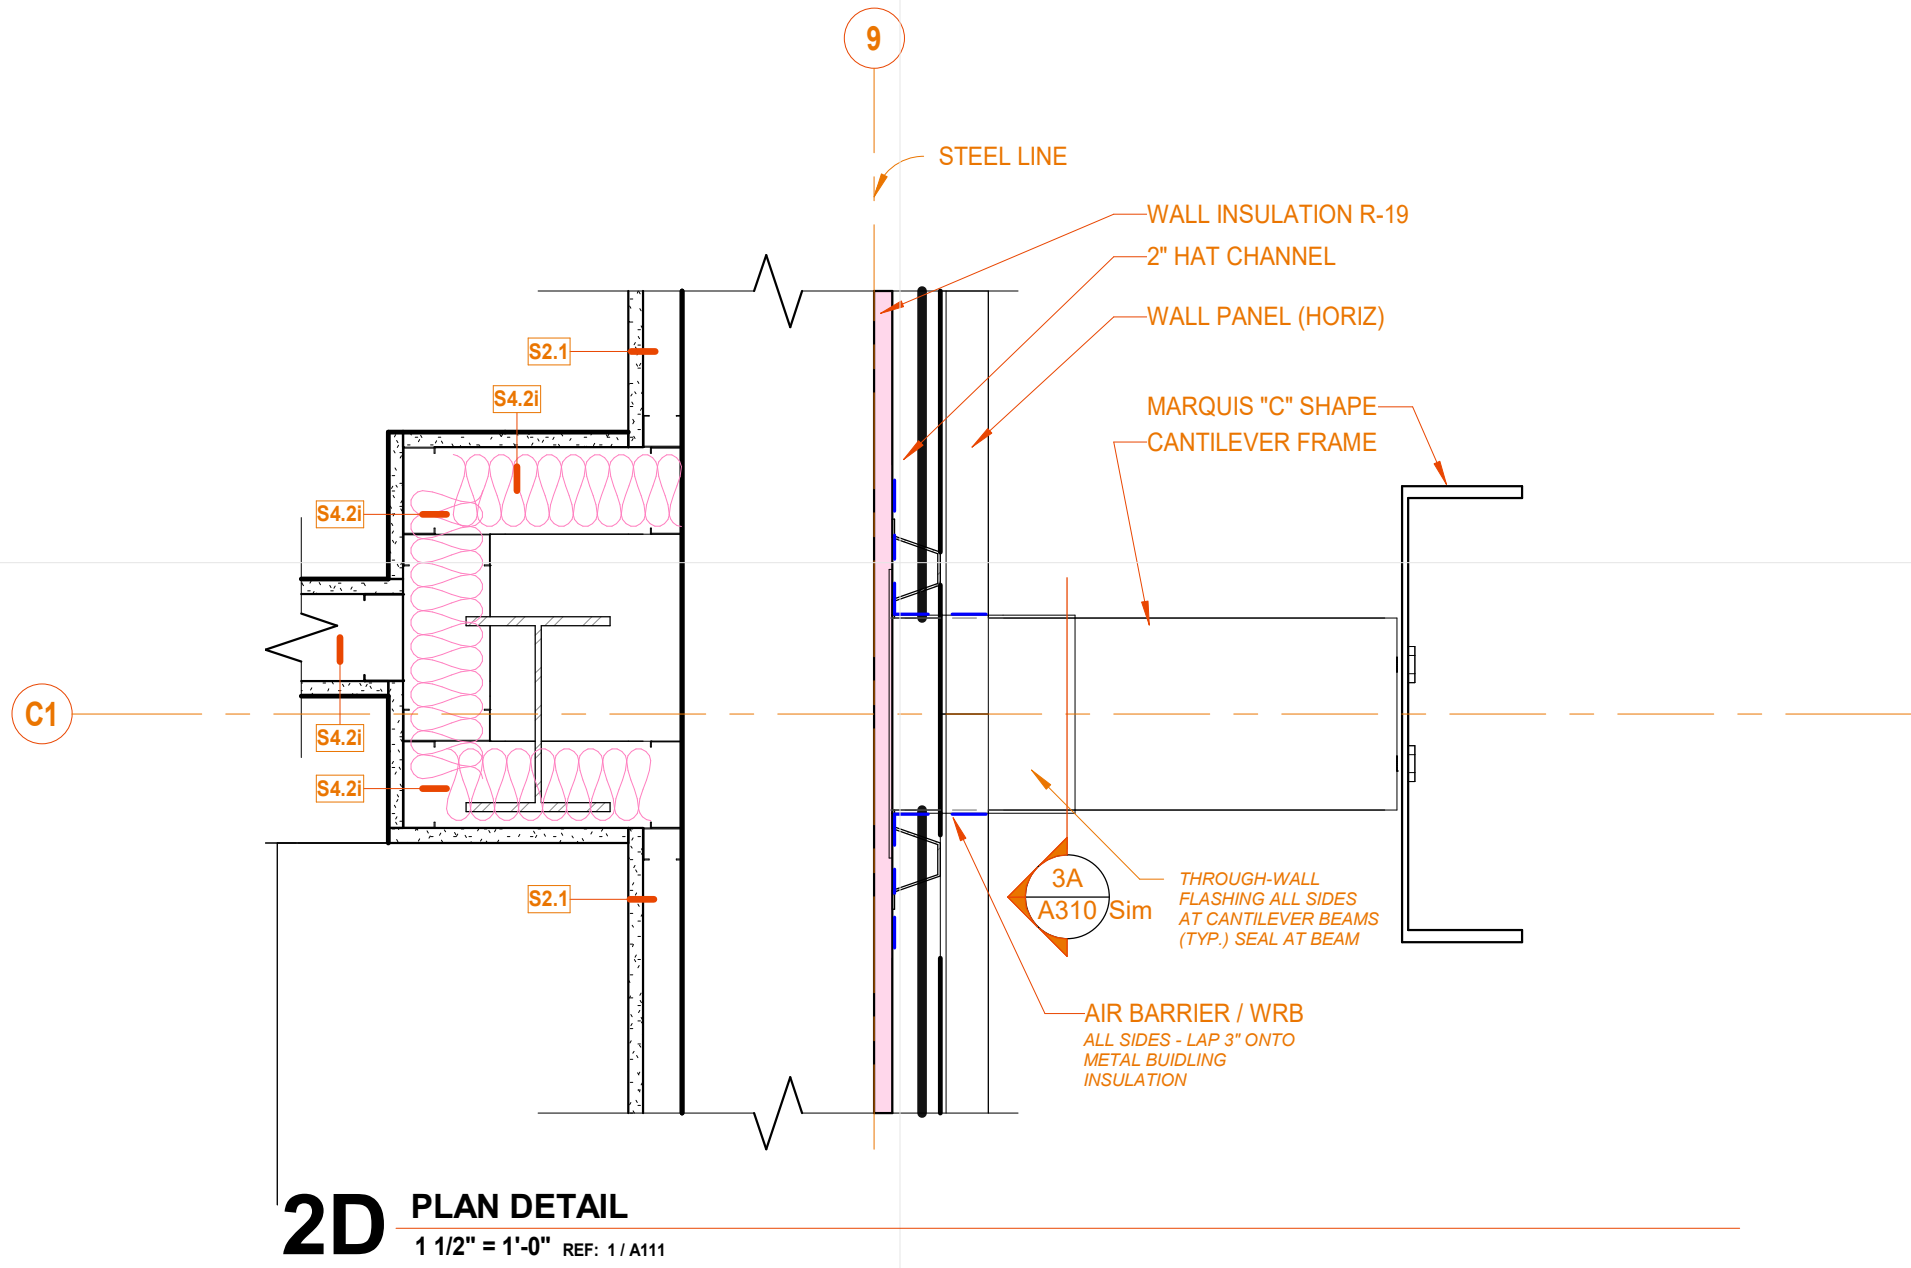 9
STEEL LINE
WALL INSULATION R-19
2" HAT CHANNEL
WALL PANEL (HORIZ)
S2.1
S4.2i
MARQUIS "C" SHAPE
CANTILEVER FRAME
S4.2i
C1
S4.2i
S4.2i
S2.1
3A
A310 Sim
THROUGH-WALL
FLASHING ALL SIDES
AT CANTILEVER BEAMS
(TYP.) SEAL AT BEAM
AIR BARRIER / WRB
ALL SIDES - LAP 3" ONTO
METAL BUIDLING
INSULATION
2D PLAN DETAIL
1 1/2" = 1'-0" REF: 1 / A111